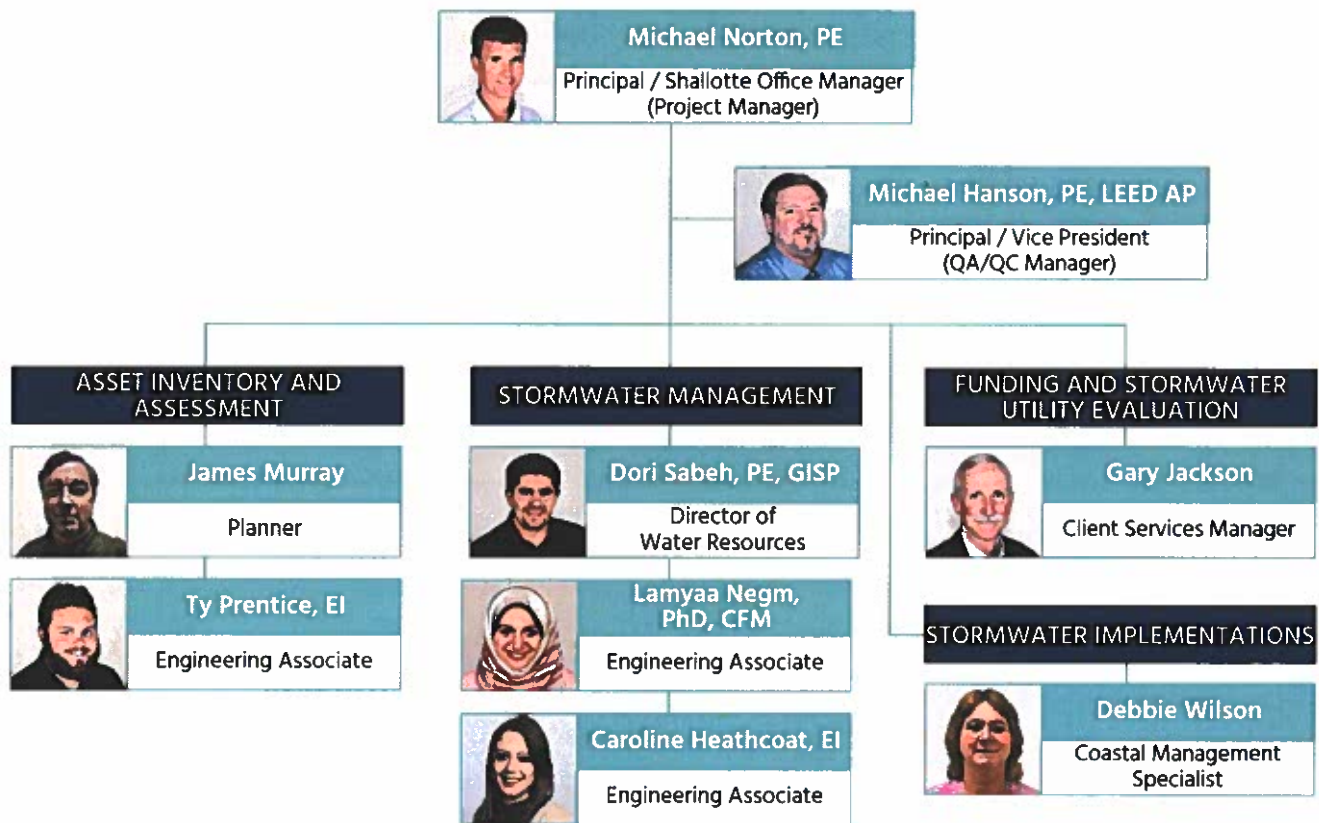 Michael Norton, PE
Principal / Shallotte Office Manager
(Project Manager)
Michael Hanson, PE, LEED AP
Principal / Vice President
(QA/QC Manager)
ASSET INVENTORY AND
ASSESSMENT
James Murray
Planner
Ty Prentice, EI
Engineering Associate
STORMWATER MANAGEMENT
Dori Sabeh, PE, GISP
Director of
Water Resources
Lamyaa Negm,
PhD, CFM
Engineering Associate
Caroline Heathcoat, EI
Engineering Associate
FUNDING AND STORMWATER
UTILITY EVALUATION
Gary Jackson
Client Services Manager
STORMWATER IMPLEMENTATIONS
Debbie Wilson
Coastal Management
Specialist